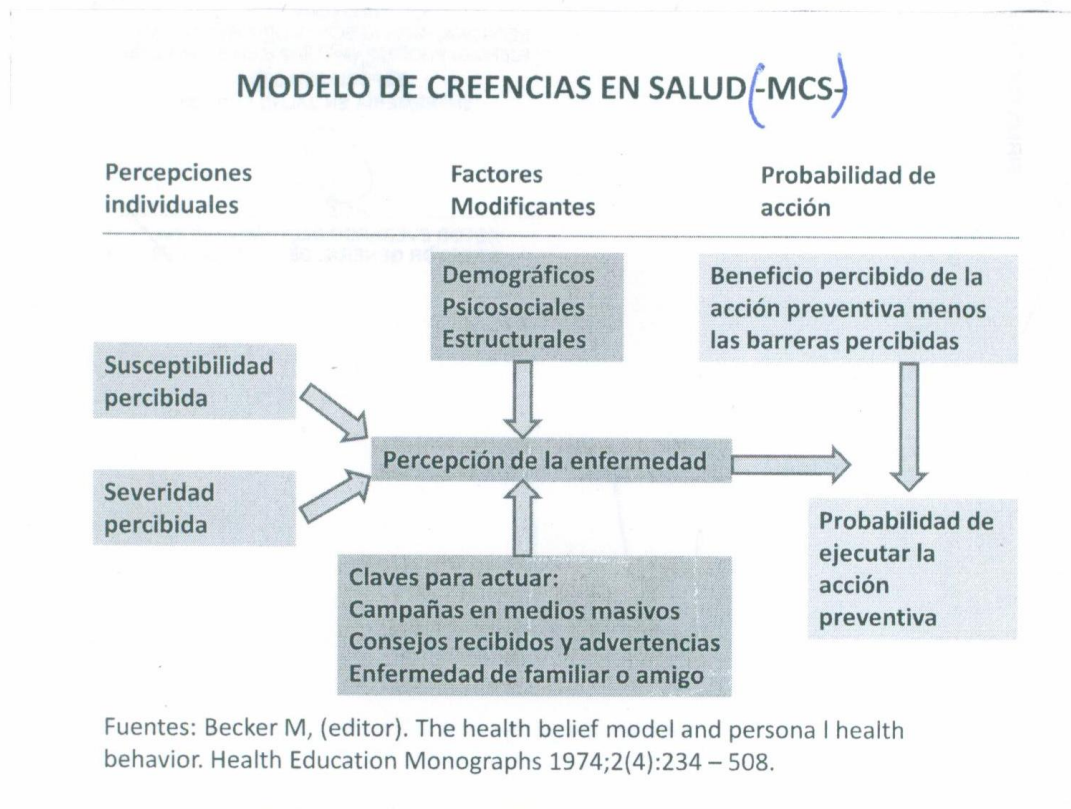 MODELO DE CREENCIAS EN SALUD (-MCS-)
Percepciones
individuales
Factores
Modificantes
Probabilidad de
acción
Demográficos
Psicosociales
Estructurales
Beneficio percibido de la
acción preventiva menos
las barreras percibidas
Susceptibilidad
percibida
Percepción de la enfermedad
Severidad
percibida
Probabilidad de
ejecutar la
acción
preventiva
Claves para actuar:
Campañas en medios masivos
Consejos recibidos y advertencias
Enfermedad de familiar o amigo
Fuentes: Becker M, (editor). The health belief model and persona l health
behavior. Health Education Monographs 1974;2(4):234 – 508.